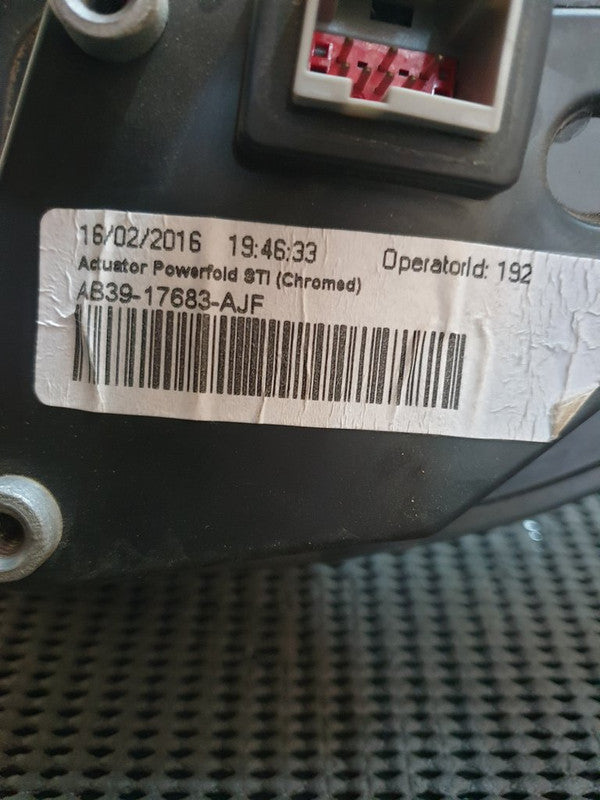 16/02/2016 19:46:33 OperatorId: 192
Actuator Powerfold STI (Chromed)
AB39-17683-AJF